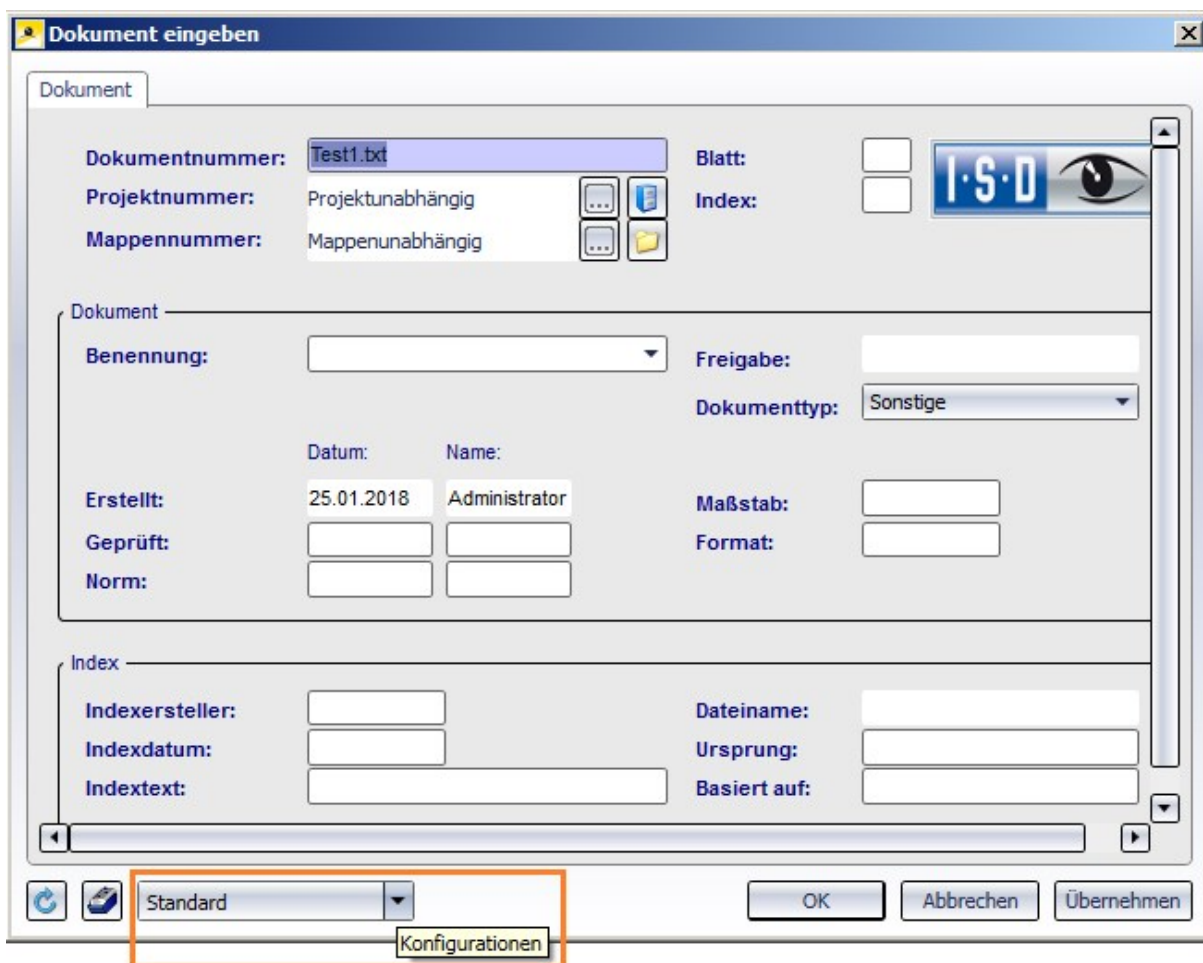 Dokument eingeben
Dokument
Dokumentnummer: Test1.txt Blatt:
I·S·D
Projektnummer: Projektunabhängig ... Index:
Mappennummer: Mappenunabhängig ...
Dokument
Benennung: Freigabe:
Dokumenttyp: Sonstige
Datum: Name:
Erstellt: 25.01.2018 Administrator Maßstab:
Geprüft: Format:
Norm:
Index
Indexersteller: Dateiname:
Indexdatum: Ursprung:
Indextext: Basiert auf:
Standard OK Abbrechen Übernehmen
Konfigurationen